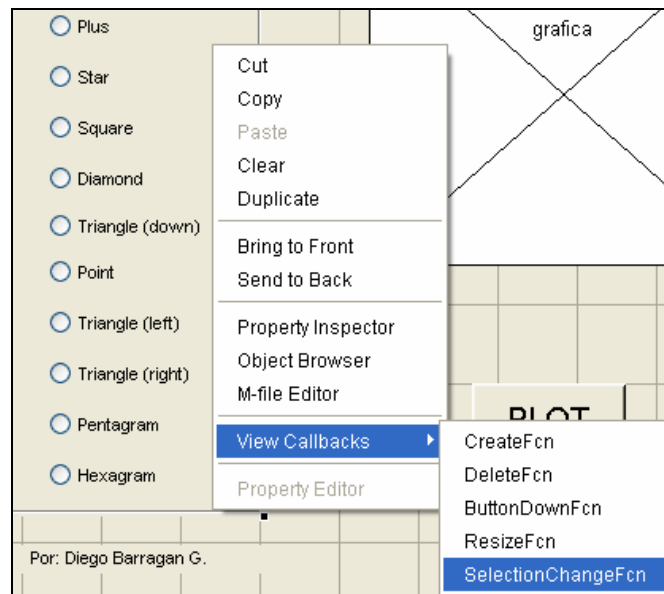 Plus
Star
Square
Diamond
Triangle (down)
Point
Triangle (left)
Triangle (right)
Pentagram
Hexagram
Por: Diego Barragan G.
Cut
Copy
Paste
Clear
Duplicate
Bring to Front
Send to Back
Property Inspector
Object Browser
M-file Editor
View Callbacks
Property Editor
grafica
PLOT
CreateFcn
DeleteFcn
ButtonDownFcn
ResizeFcn
SelectionChangeFcn